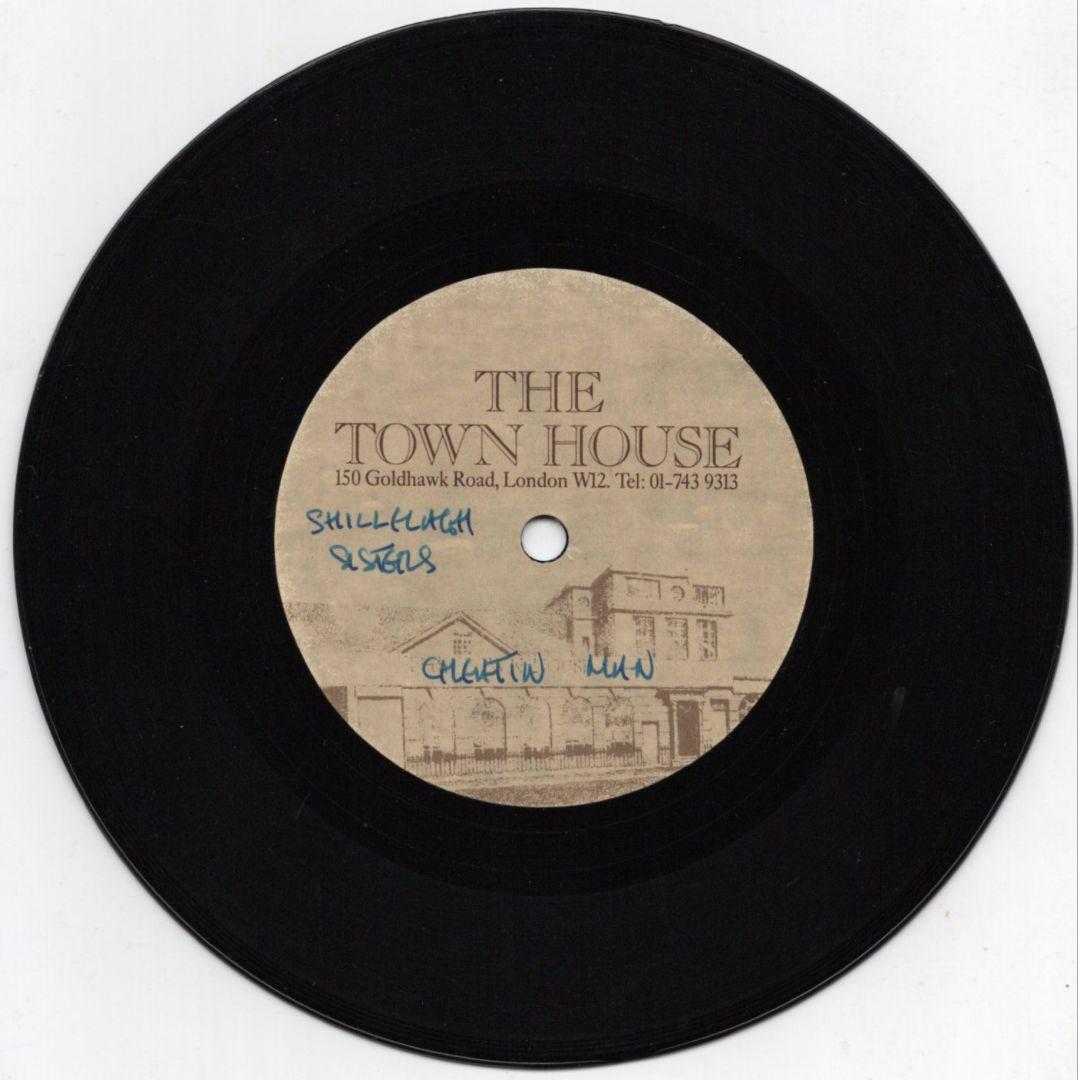 THE
TOWN HOUSE
150 Goldhawk Road, London W12. Tel: 01-743 9313
SHILLELAGH
SISTERS
CHEATIN MAN